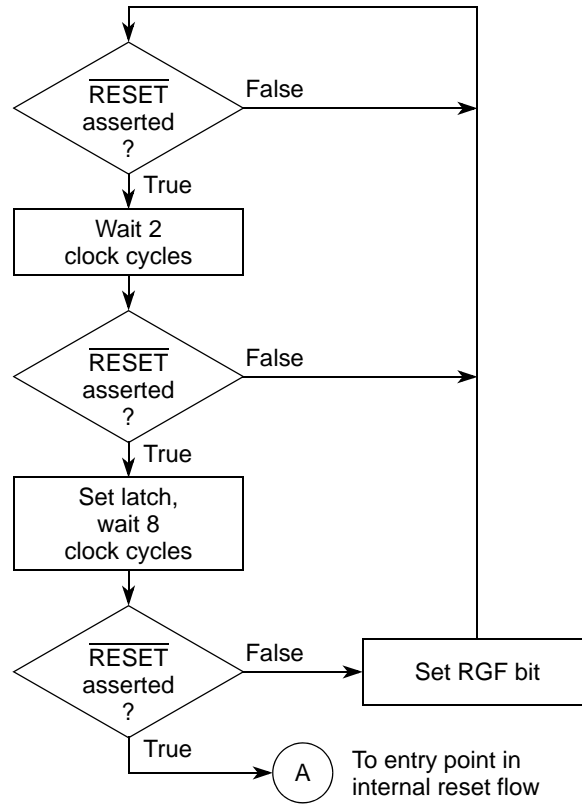 RESET
asserted
?
False
True
Wait 2
clock cycles
RESET
asserted
?
False
True
Set latch,
wait 8
clock cycles
RESET
asserted
?
False
Set RGF bit
True
A
To entry point in
internal reset flow